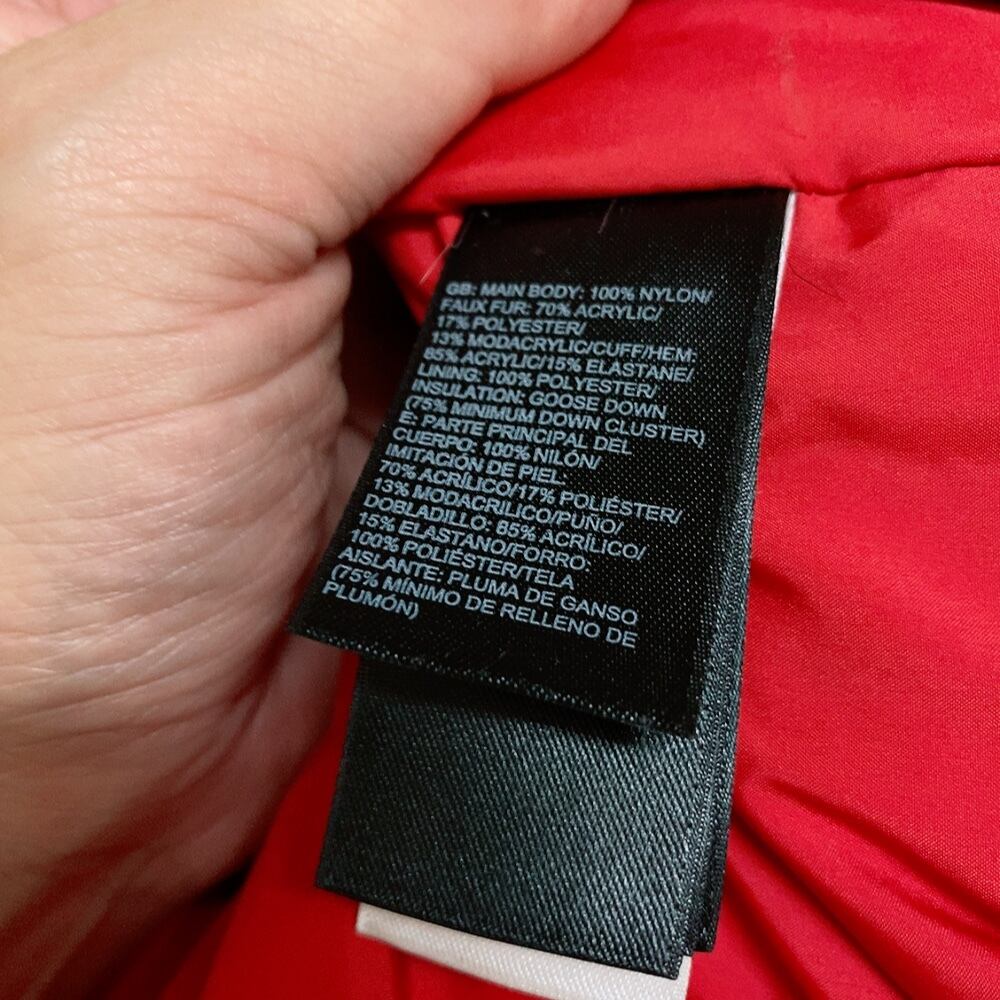 GB: MAIN BODY: 100% NYLON/
FAUX FUR: 70% ACRYLIC/
17% POLYESTER/
13% MODACRYLIC/CUFF/HEM:
85% ACRYLIC/15% ELASTANE/
LINING: 100% POLYESTER/
INSULATION: GOOSE DOWN
(75% MINIMUM DOWN CLUSTER)
E: PARTE PRINCIPAL DEL
CUERPO: 100% NILÓN/
IMITACIÓN DE PIEL:
70% ACRÍLICO/17% POLIÉSTER/
13% MODACRILICO/PUÑO/
DOBLADILLO: 85% ACRÍLICO/
15% ELASTANO/FORRO:
100% POLIÉSTER/TELA
AISLANTE: PLUMA DE GANSO
(75% MÍNIMO DE RELLENO DE
PLUMÓN)